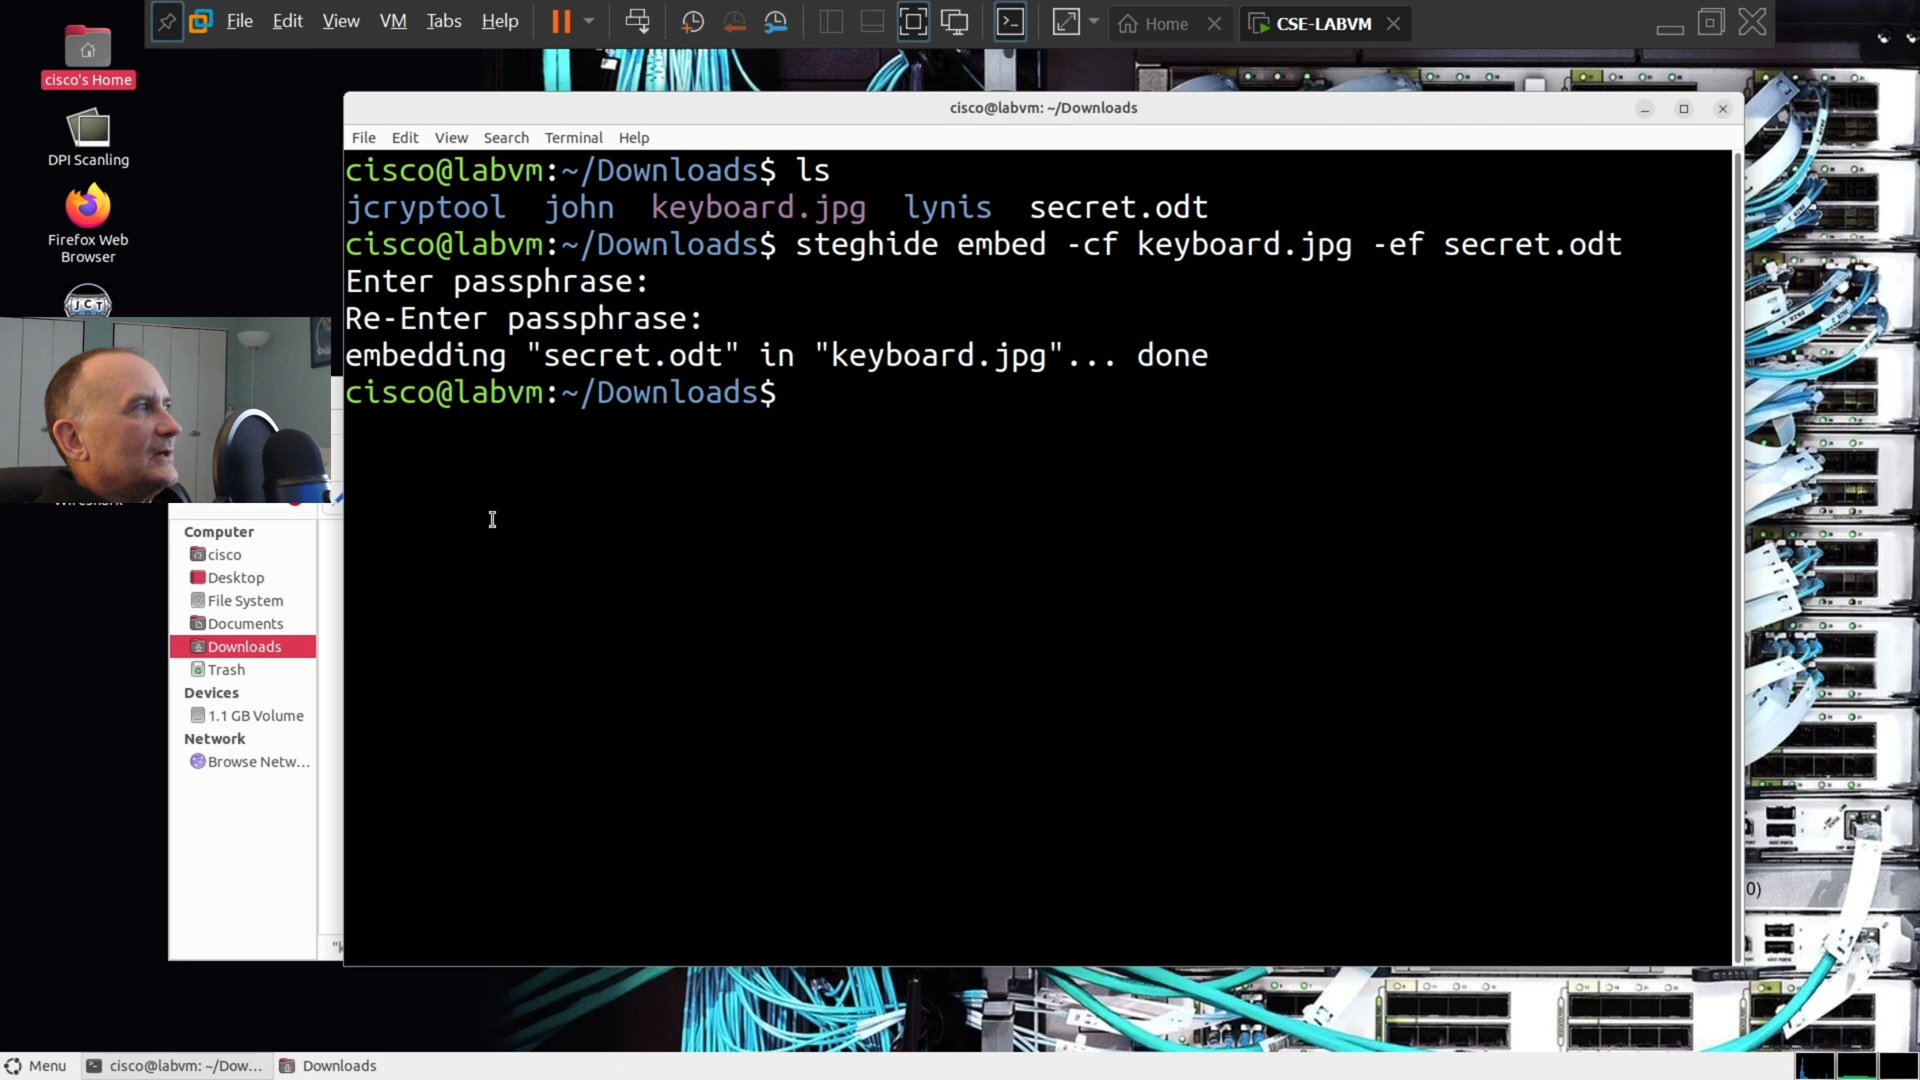 File Edit View VM Tabs Help
Home
CSE-LABVM
cisco's Home
DPI Scanling
Firefox Web
Browser
JCT
cisco@labvm: ~/Downloads
File Edit View Search Terminal Help
cisco@labvm:~/Downloads$ ls
jcryptool john keyboard.jpg lynis secret.odt
cisco@labvm:~/Downloads$ steghide embed -cf keyboard.jpg -ef secret.odt
Enter passphrase:
Re-Enter passphrase:
embedding "secret.odt" in "keyboard.jpg"... done
cisco@labvm:~/Downloads$
Computer
cisco
Desktop
File System
Documents
Downloads
Trash
Devices
1.1 GB Volume
Network
Browse Netw...
0)
Menu
cisco@labvm: ~/Dow...
Downloads